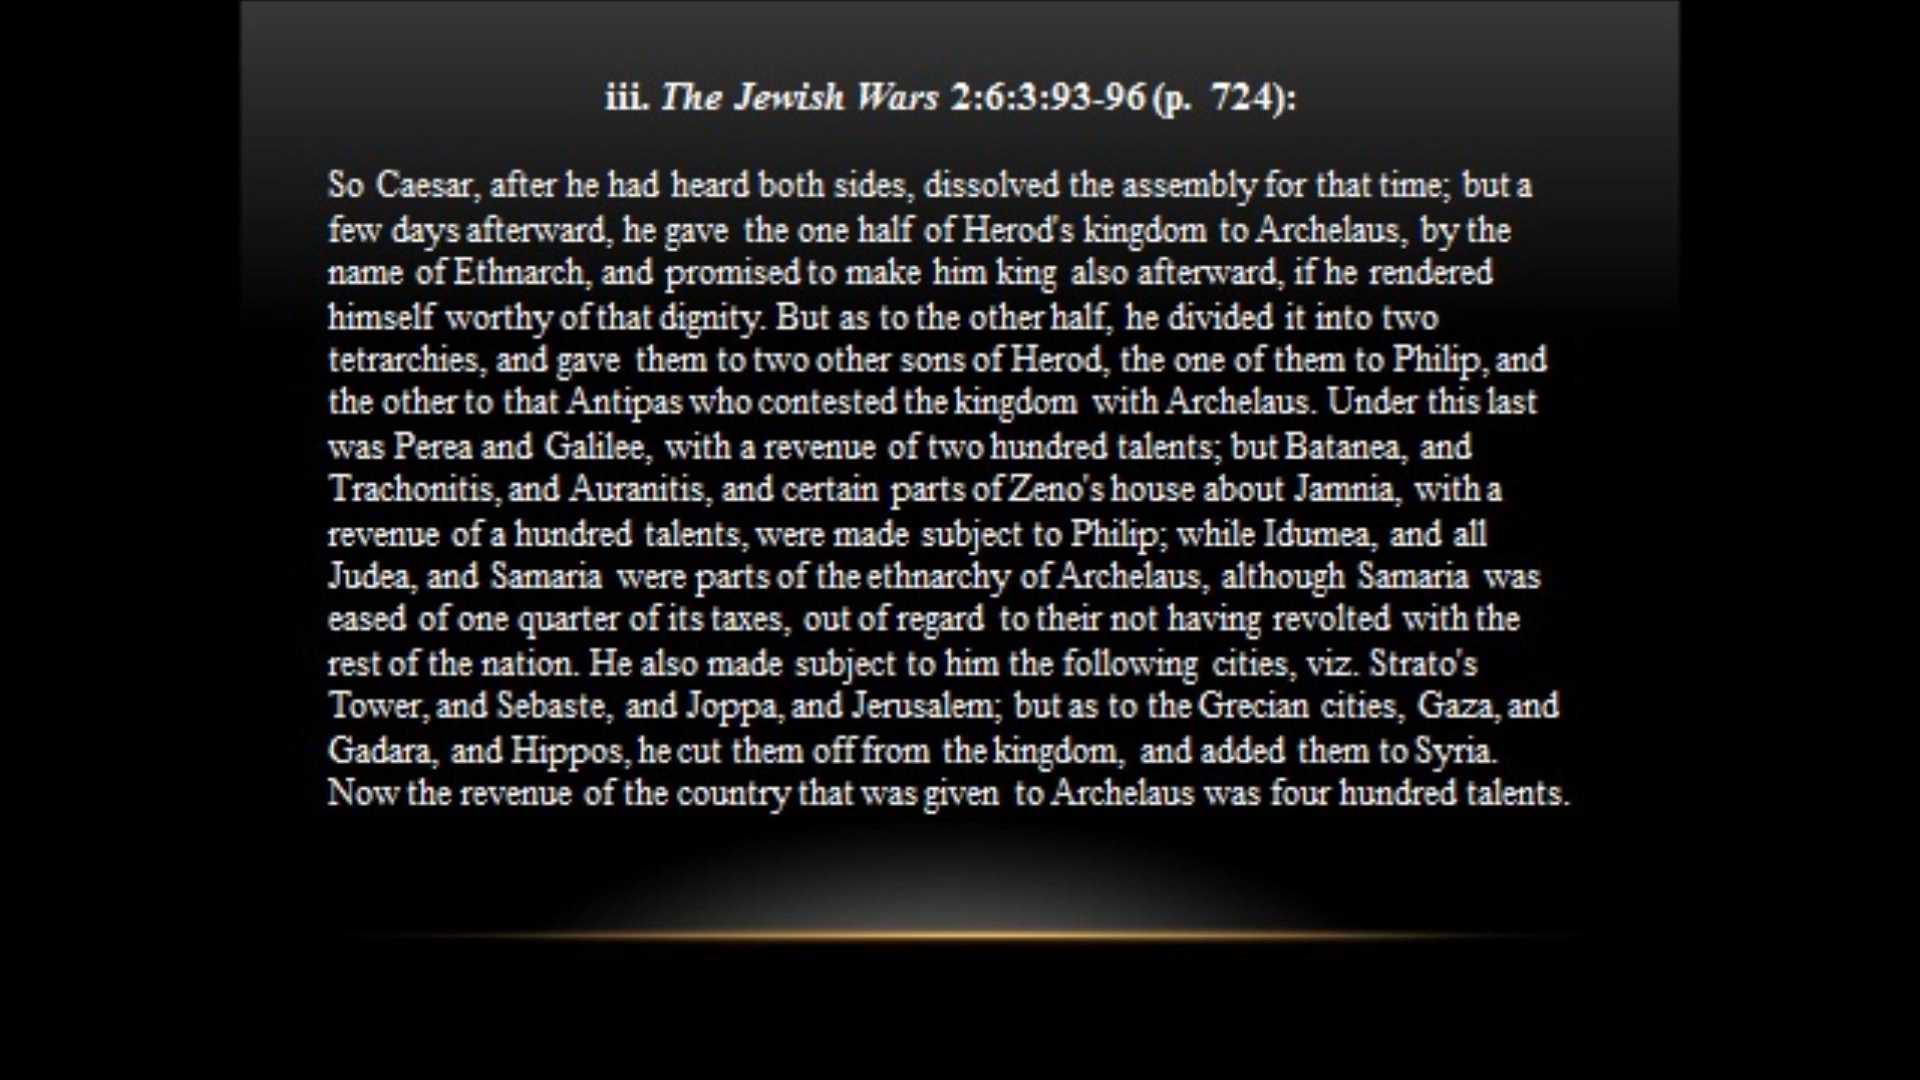 iii. The Jewish Wars 2:6:3:93-96 (p. 724):
So Caesar, after he had heard both sides, dissolved the assembly for that time; but a
few days afterward, he gave the one half of Herod's kingdom to Archelaus, by the
name of Ethnarch, and promised to make him king also afterward, if he rendered
himself worthy of that dignity. But as to the other half, he divided it into two
tetrarchies, and gave them to two other sons of Herod, the one of them to Philip, and
the other to that Antipas who contested the kingdom with Archelaus. Under this last
was Perea and Galilee, with a revenue of two hundred talents; but Batanea, and
Trachonitis, and Auranitis, and certain parts of Zeno's house about Jamnia, with a
revenue of a hundred talents, were made subject to Philip; while Idumea, and all
Judea, and Samaria were parts of the ethnarchy of Archelaus, although Samaria was
eased of one quarter of its taxes, out of regard to their not having revolted with the
rest of the nation. He also made subject to him the following cities, viz. Strato's
Tower, and Sebaste, and Joppa, and Jerusalem; but as to the Grecian cities, Gaza, and
Gadara, and Hippos, he cut them off from the kingdom, and added them to Syria.
Now the revenue of the country that was given to Archelaus was four hundred talents.